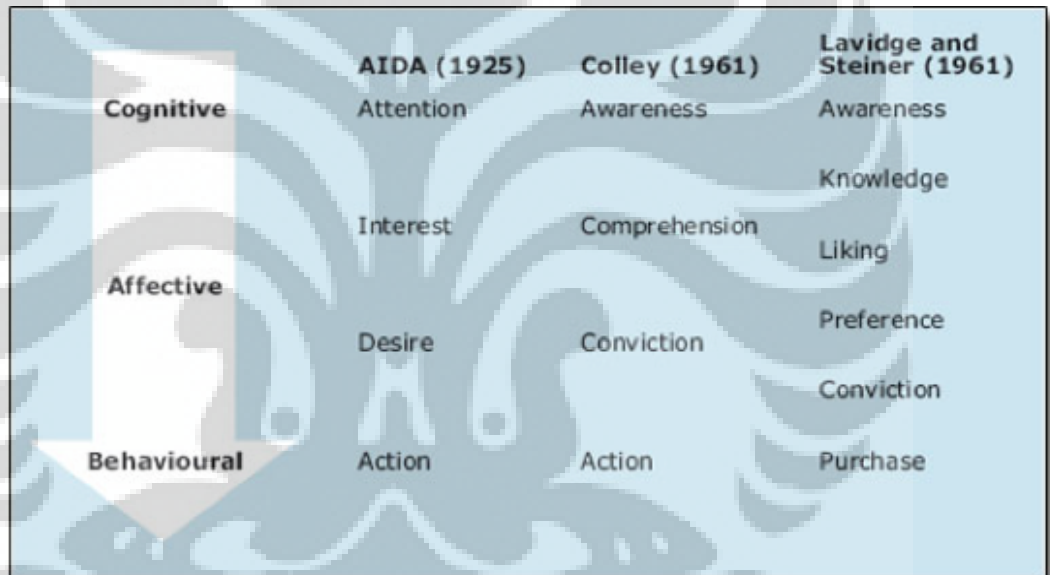 AIDA (1925) Colley (1961) Lavidge and
Steiner (1961)
Cognitive Attention Awareness Awareness
Knowledge
Interest Comprehension
Liking
Affective
Preference
Desire Conviction
Conviction
Behavioural Action Action Purchase